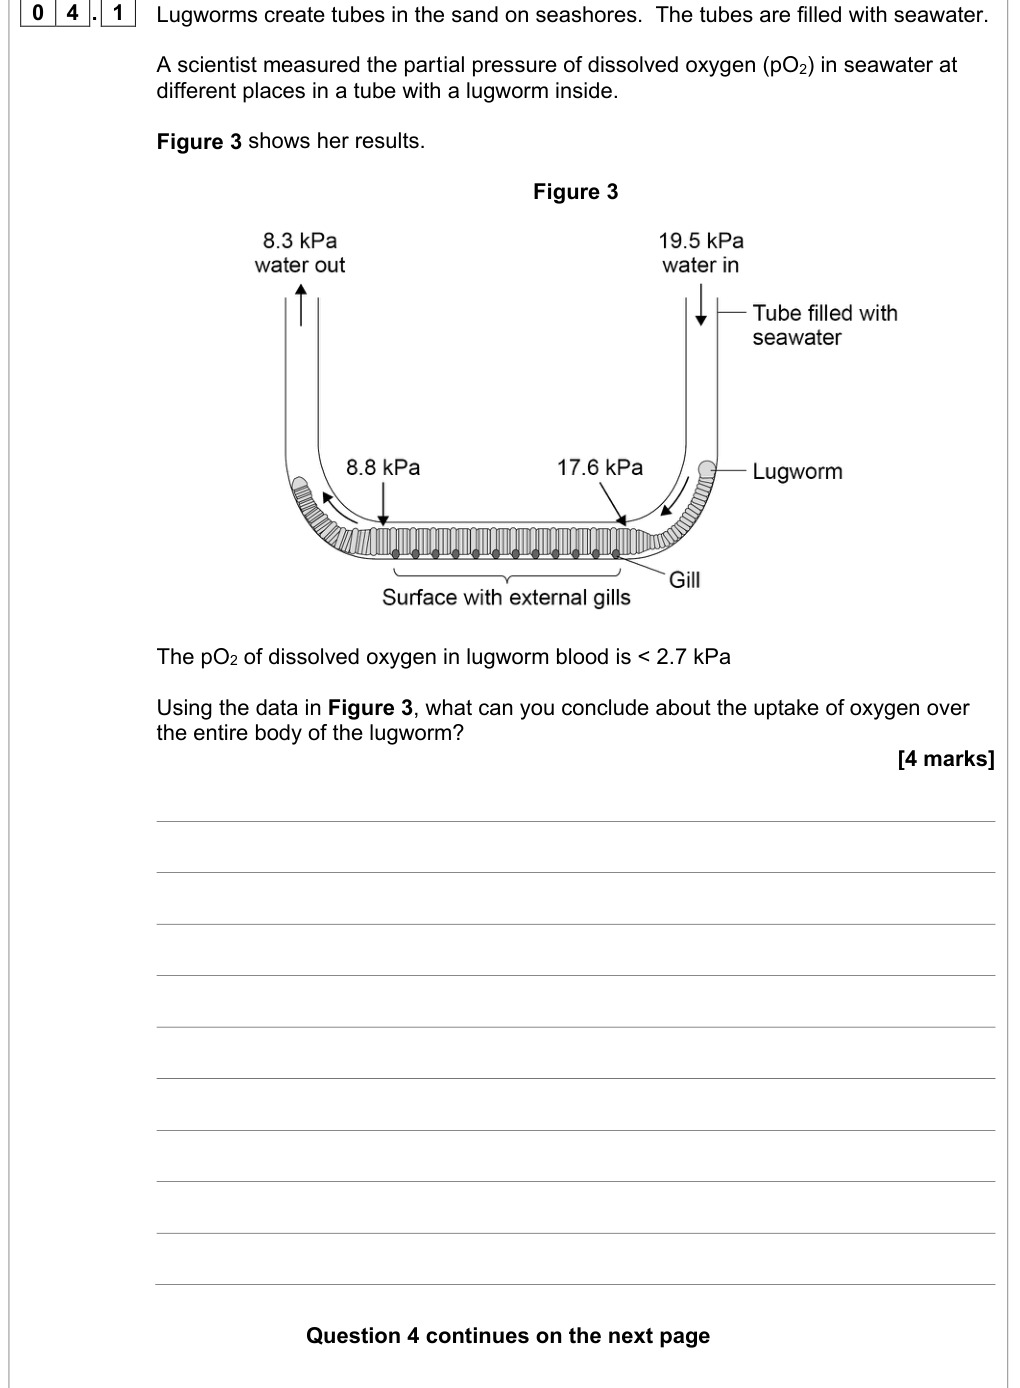 0 4 . 1 Lugworms create tubes in the sand on seashores. The tubes are filled with seawater.
A scientist measured the partial pressure of dissolved oxygen (pO₂) in seawater at
different places in a tube with a lugworm inside.
Figure 3 shows her results.
Figure 3
8.3 kPa
water out
19.5 kPa
water in
Tube filled with
seawater
8.8 kPa
17.6 kPa
Lugworm
Gill
Surface with external gills
The pO₂ of dissolved oxygen in lugworm blood is < 2.7 kPa
Using the data in Figure 3, what can you conclude about the uptake of oxygen over
the entire body of the lugworm?
[4 marks]
Question 4 continues on the next page